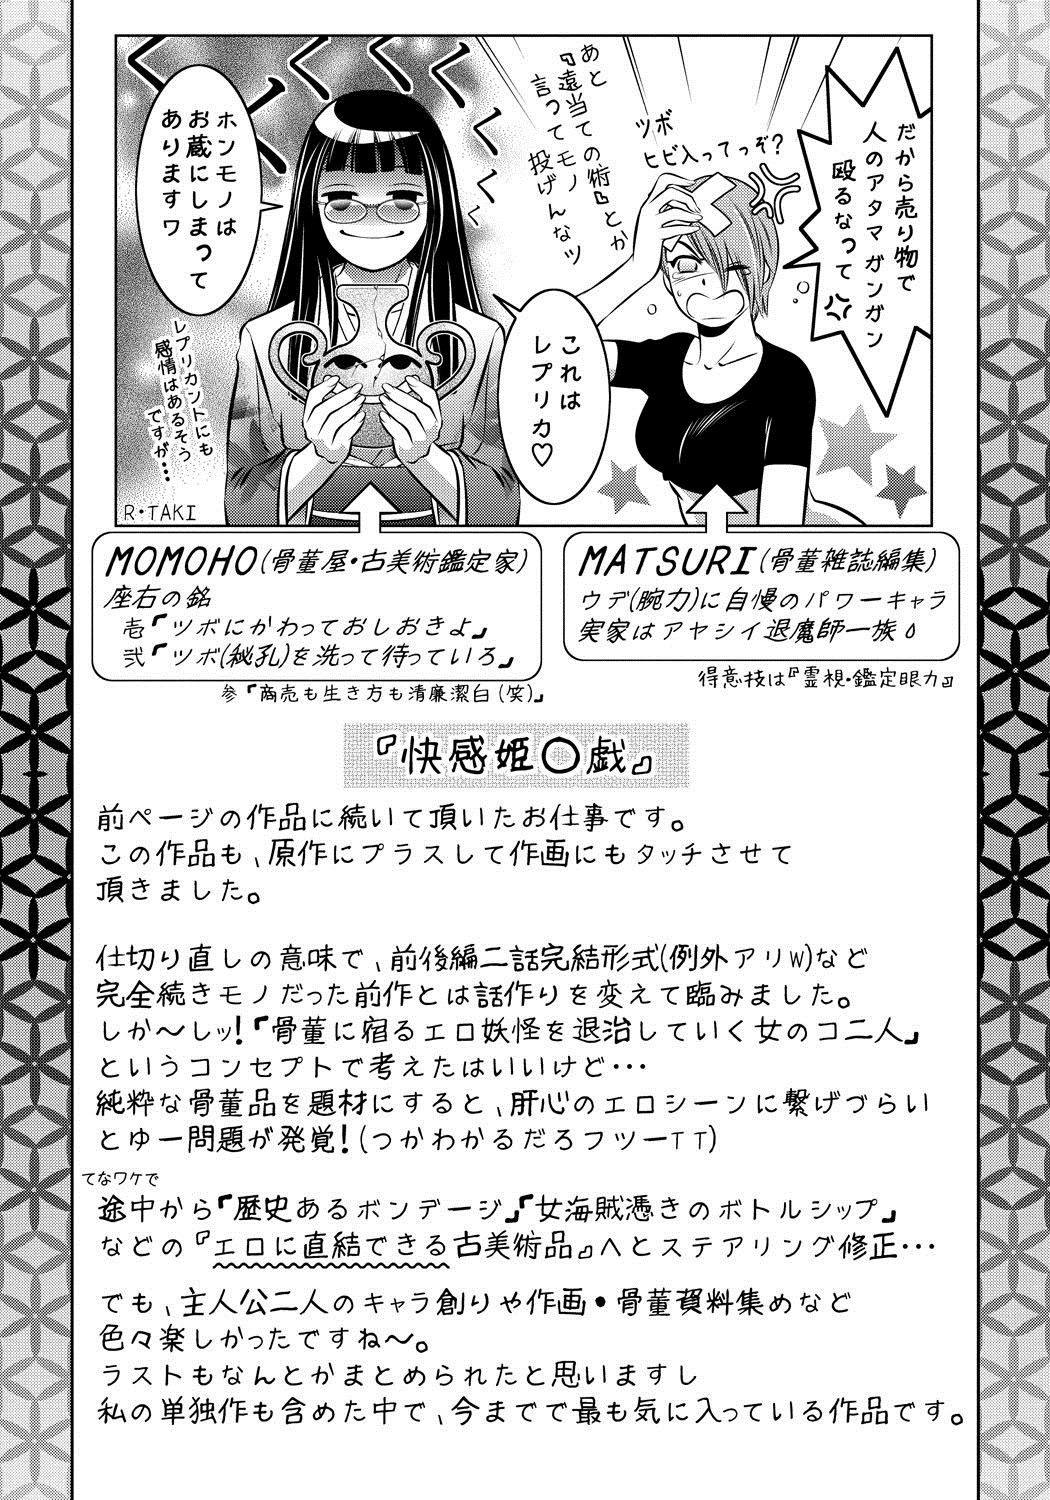 だから売り物で
人のアタマガンガン
殴るなって
ツボ
ヒビ入ってっぞ?
あと
『遠当ての術』とか
言ってモノ
投げんなッ
これは
レプリカ♡
ホンモノは
お蔵にしまって
ありますワ
くくくくく
レプリカントにも
感情はあるそう
ですが…
R・TAKI
MOMOHO(骨董屋・古美術鑑定家)
座右の銘
壱『ツボにかわっておしおきよ』
弐『ツボ(秘孔)を洗って待っていろ』
参『商売も生き方も清廉潔白(笑)』
MATSURI(骨董雑誌編集)
ウデ(腕力)に自慢のパワーキャラ
実家はアヤシイ退魔師一族
得意技は『霊視・鑑定眼力』
『快感姫〇戯』
前ページの作品に続いて頂いたお仕事です。
この作品も、原作にプラスして作画にもタッチさせて
頂きました。
仕切り直しの意味で、前後編二話完結形式(例外アリw)など
完全続きモノだった前作とは話作りを変えて臨みました。
しか〜しッ!『骨董に宿るエロ妖怪を退治していく女のコ二人』
というコンセプトで考えたはいいけど・・・
純粋な骨董品を題材にすると、肝心のエロシーンに繋げづらい
とゆー問題が発覚!(つかわかるだろフツーTT)
てなワケで
途中から『歴史あるボンデージ』『女海賊憑きのボトルシップ』
などの『エロに直結できる古美術品』へとステアリング修正・・・
でも、主人公二人のキャラ創りや作画・骨董資料集めなど
色々楽しかったですね〜。
ラストもなんとかまとめられたと思いますし
私の単独作も含めた中で、今までで最も気に入っている作品です。